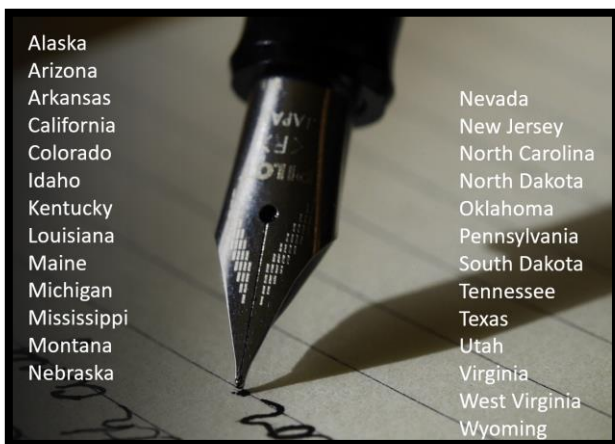 Alaska
Arizona
Arkansas
California
Colorado
Idaho
Kentucky
Louisiana
Maine
Michigan
Mississippi
Montana
Nebraska
Nevada
New Jersey
North Carolina
North Dakota
Oklahoma
Pennsylvania
South Dakota
Tennessee
Texas
Utah
Virginia
West Virginia
Wyoming
JAPAN